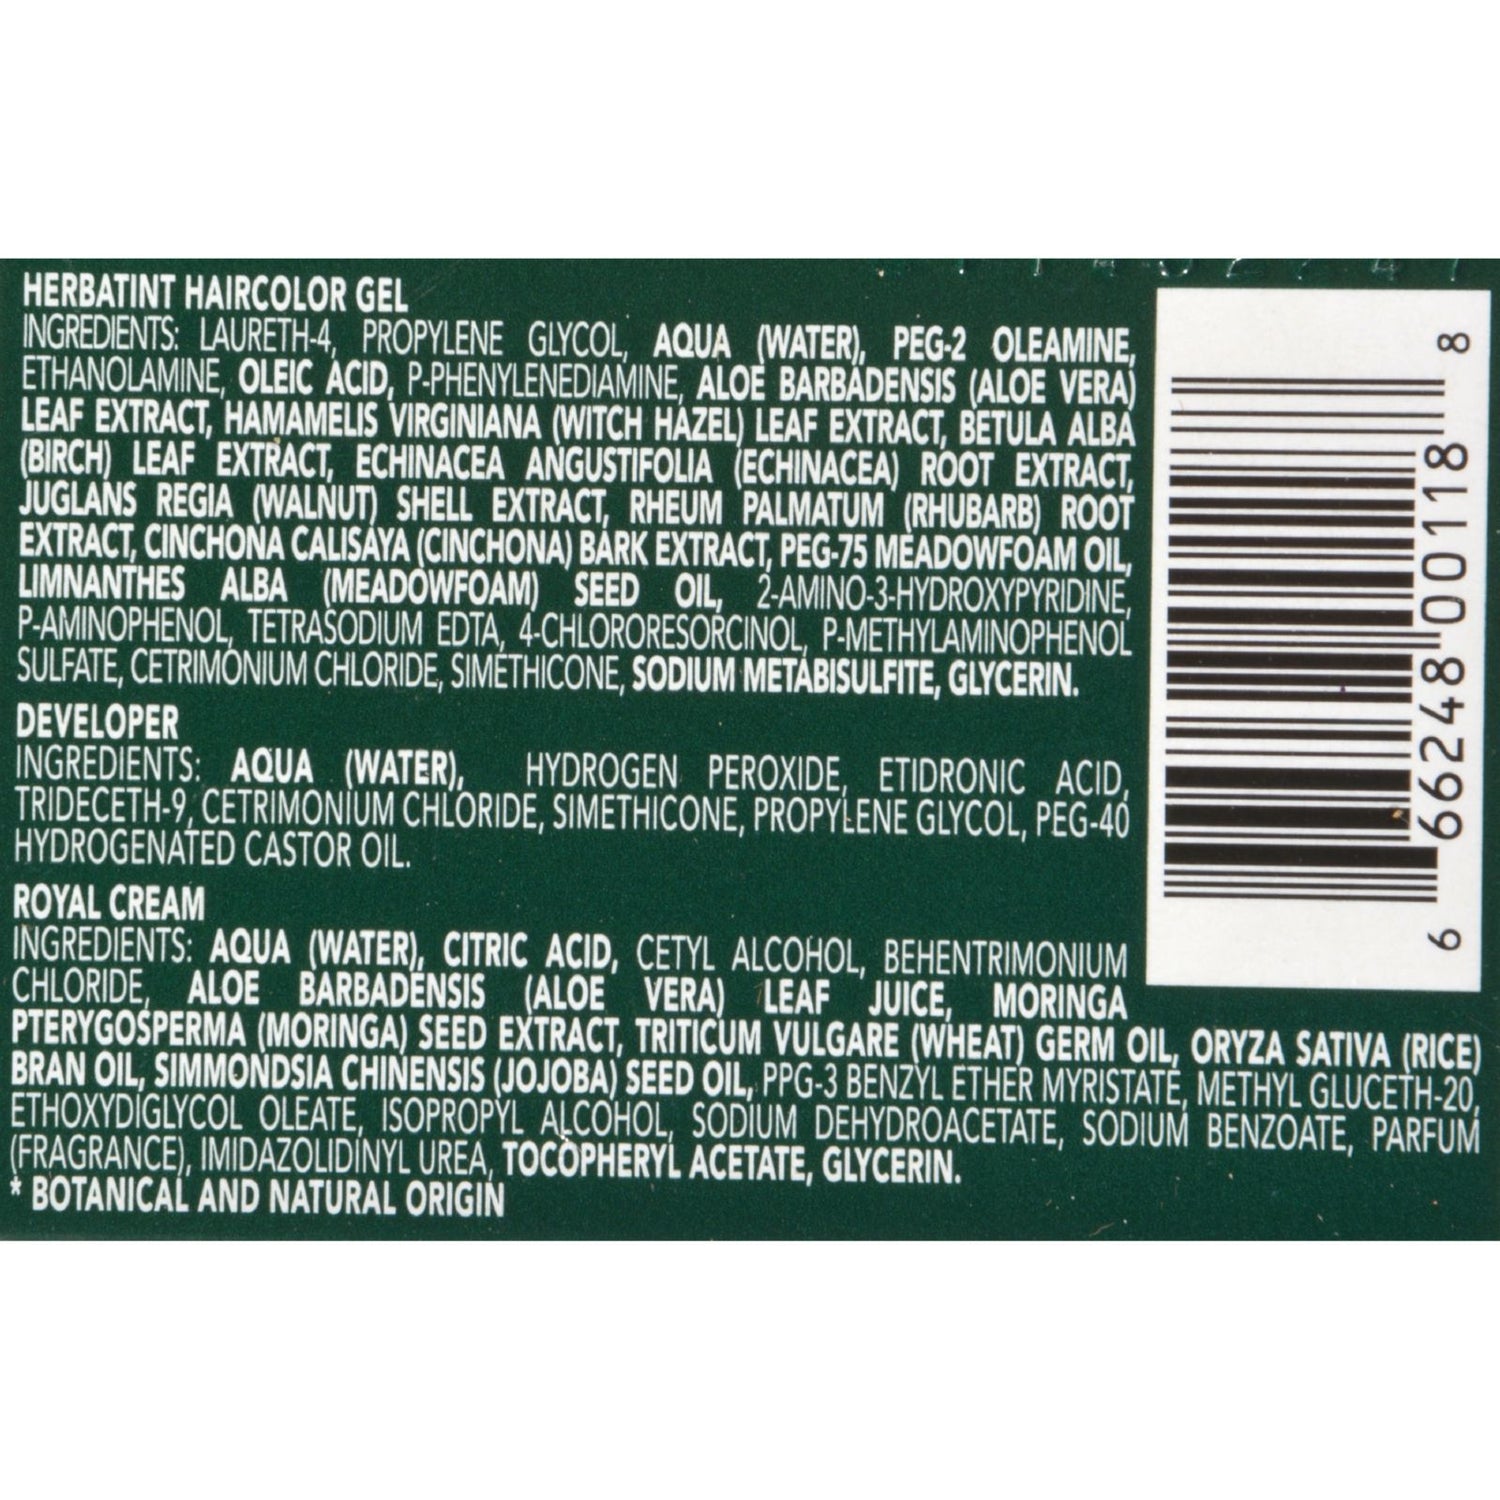 HERBATINT HAIRCOLOR GEL
INGREDIENTS: LAURETH-4, PROPYLENE GLYCOL, AQUA (WATER), PEG-2 OLEAMINE,
ETHANOLAMINE, OLEIC ACID, P-PHENYLENEDIAMINE, ALOE BARBADENSIS (ALOE VERA)
LEAF EXTRACT, HAMAMELIS VIRGINIANA (WITCH HAZEL) LEAF EXTRACT, BETULA ALBA
(BIRCH) LEAF EXTRACT, ECHINACEA ANGUSTIFOLIA (ECHINACEA) ROOT EXTRACT,
JUGLANS REGIA (WALNUT) SHELL EXTRACT, RHEUM PALMATUM (RHUBARB) ROOT
EXTRACT, CINCHONA CALISAYA (CINCHONA) BARK EXTRACT, PEG-75 MEADOWFOAM OIL,
LIMNANTHES ALBA (MEADOWFOAM) SEED OIL, 2-AMINO-3-HYDROXYPYRIDINE,
P-AMINOPHENOL, TETRASODIUM EDTA, 4-CHLORORESORCINOL, P-METHYLAMINOPHENOL
SULFATE, CETRIMONIUM CHLORIDE, SIMETHICONE, SODIUM METABISULFITE, GLYCERIN.
DEVELOPER
INGREDIENTS: AQUA (WATER), HYDROGEN PEROXIDE, ETIDRONIC ACID,
TRIDECETH-9, CETRIMONIUM CHLORIDE, SIMETHICONE, PROPYLENE GLYCOL, PEG-40
HYDROGENATED CASTOR OIL.
ROYAL CREAM
INGREDIENTS: AQUA (WATER), CITRIC ACID, CETYL ALCOHOL, BEHENTRIMONIUM
CHLORIDE, ALOE BARBADENSIS (ALOE VERA) LEAF JUICE, MORINGA
PTERYGOSPERMA (MORINGA) SEED EXTRACT, TRITICUM VULGARE (WHEAT) GERM OIL, ORYZA SATIVA (RICE)
BRAN OIL, SIMMONDSIA CHINENSIS (JOJOBA) SEED OIL, PPG-3 BENZYL ETHER MYRISTATE, METHYL GLUCETH-20,
ETHOXYDIGLYCOL OLEATE, ISOPROPYL ALCOHOL, SODIUM DEHYDROACETATE, SODIUM BENZOATE, PARFUM
(FRAGRANCE), IMIDAZOLIDINYL UREA, TOCOPHERYL ACETATE, GLYCERIN.
* BOTANICAL AND NATURAL ORIGIN
6 66248 00118 8